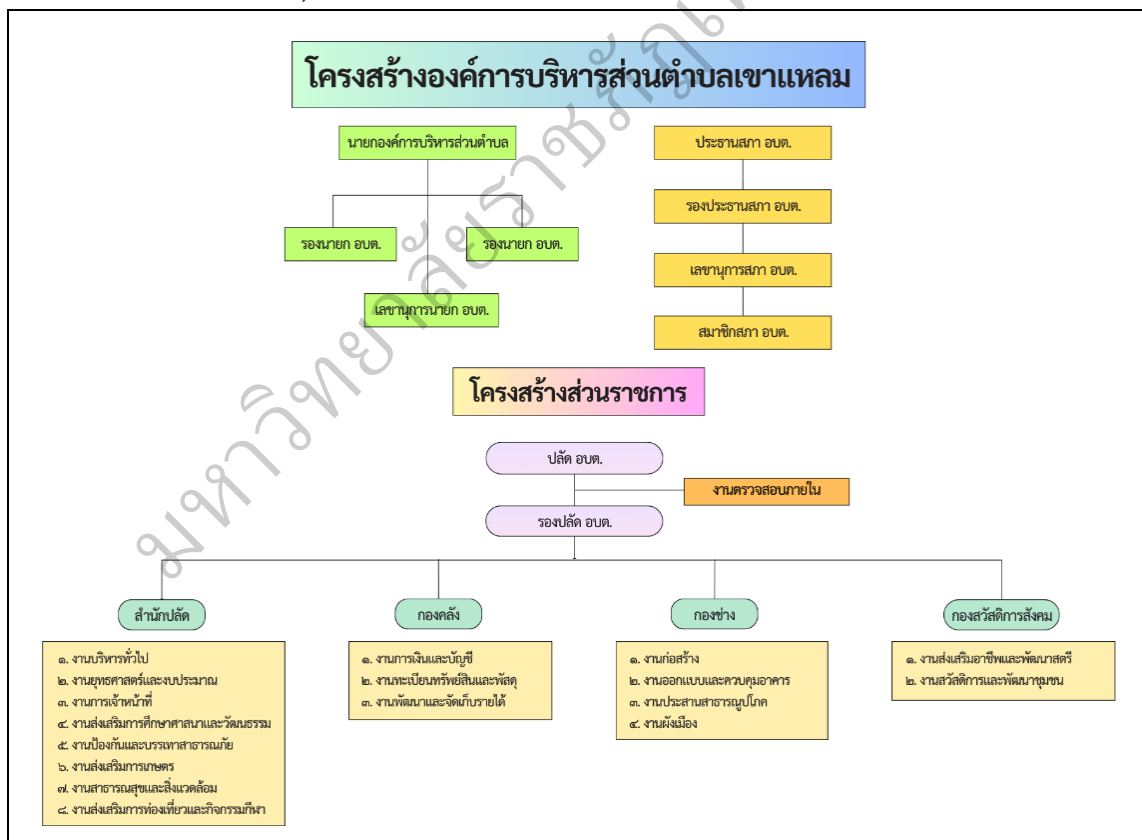 โครงสร้างองค์การบริหารส่วนตำบลเขาแหลม
นายกองค์การบริหารส่วนตำบล
รองนายก อบต.
รองนายก อบต.
เลขานุการนายก อบต.
ประธานสภา อบต.
รองประธานสภา อบต.
เลขานุการสภา อบต.
สมาชิกสภา อบต.
โครงสร้างส่วนราชการ
ปลัด อบต.
งานตรวจสอบภายใน
รองปลัด อบต.
สำนักปลัด
๑. งานบริหารทั่วไป
๒. งานยุทธศาสตร์และงบประมาณ
๓. งานการเจ้าหน้าที่
๔. งานส่งเสริมการศึกษาศาสนาและวัฒนธรรม
๕. งานป้องกันและบรรเทาสาธารณภัย
๖. งานส่งเสริมการเกษตร
๗. งานสาธารณสุขและสิ่งแวดล้อม
๘. งานส่งเสริมการท่องเที่ยวและกิจกรรมกีฬา
กองคลัง
๑. งานการเงินและบัญชี
๒. งานทะเบียนทรัพย์สินและพัสดุ
๓. งานพัฒนาและจัดเก็บรายได้
กองช่าง
๑. งานก่อสร้าง
๒. งานออกแบบและควบคุมอาคาร
๓. งานประสานสาธารณูปโภค
๔. งานผังเมือง
กองสวัสดิการสังคม
๑. งานส่งเสริมอาชีพและพัฒนาสตรี
๒. งานสวัสดิการและพัฒนาชุมชน
มหาวิทยาลัยราชภัฏ